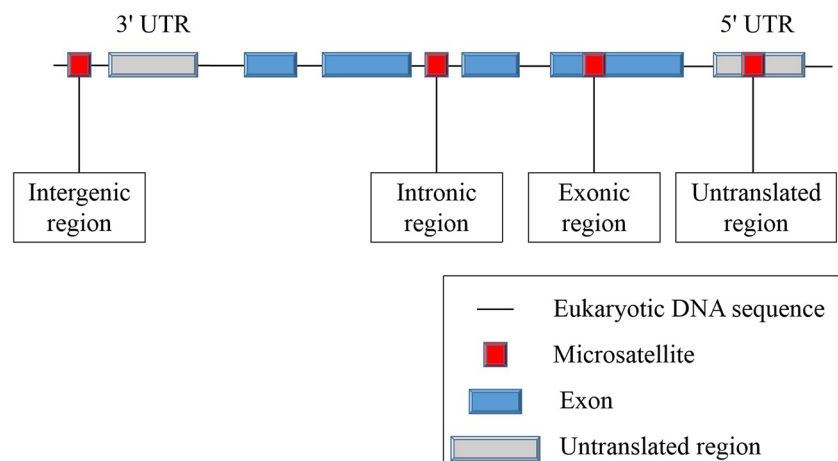 3' UTR
5' UTR
Intergenic
region
Intronic
region
Exonic
region
Untranslated
region
Eukaryotic DNA sequence
Microsatellite
Exon
Untranslated region